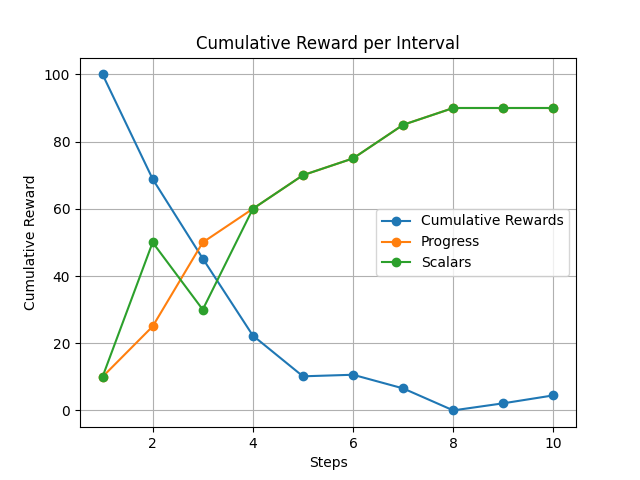 Cumulative Reward per Interval
100
80
60
40
20
0
Cumulative Reward
Cumulative Rewards
Progress
Scalars
2
4
6
8
10
Steps